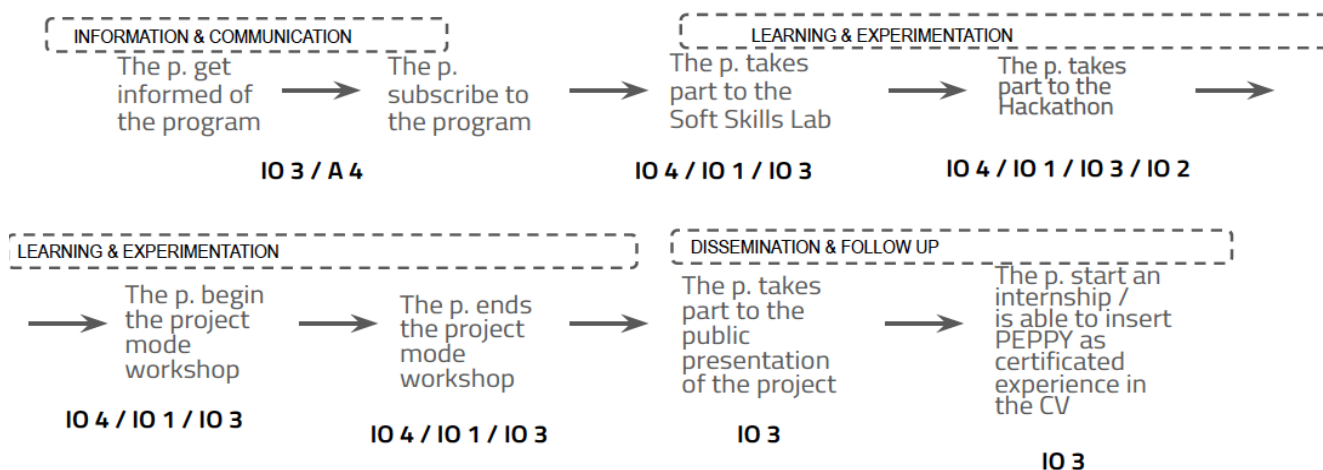 INFORMATION & COMMUNICATION
The p. get
informed of
the program
The p.
subscribe to
the program
IO 3 / A 4
LEARNING & EXPERIMENTATION
The p. takes
part to the
Soft Skills Lab
IO 4 / IO 1 / IO 3
The p. takes
part to the
Hackathon
IO 4 / IO 1 / IO 3 / IO 2
LEARNING & EXPERIMENTATION
The p. begin
the project
mode
workshop
IO 4 / IO 1 / IO 3
The p. ends
the project
mode
workshop
IO 4 / IO 1 / IO 3
DISSEMINATION & FOLLOW UP
The p. takes
part to the
public
presentation
of the project
IO 3
The p. start an
internship /
is able to insert
PEPPY as
certificated
experience in
the CV
IO 3